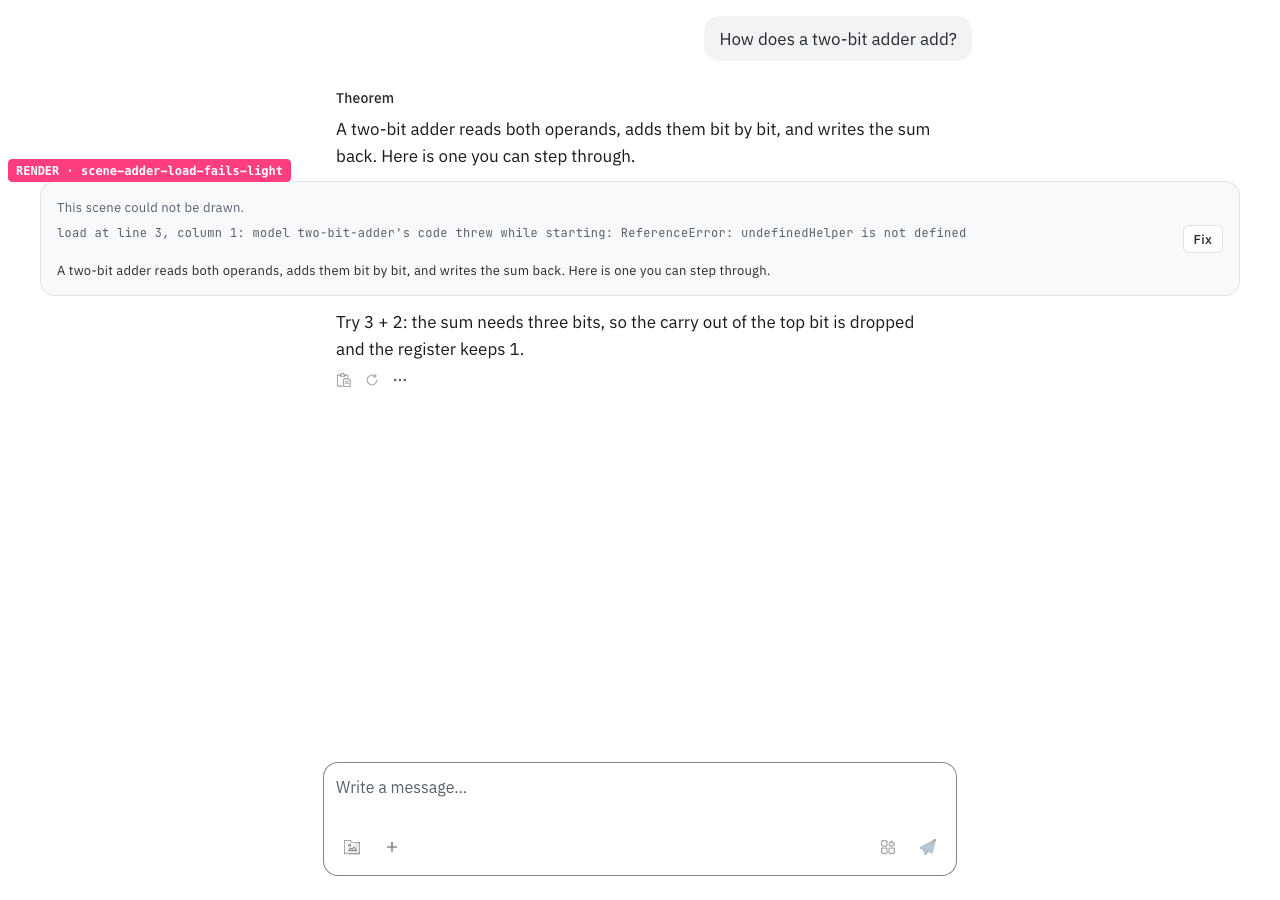 How does a two-bit adder add?
Theorem
A two-bit adder reads both operands, adds them bit by bit, and writes the sum
back. Here is one you can step through.
RENDER · scene-adder-load-fails-light
This scene could not be drawn.
load at line 3, column 1: model two-bit-adder's code threw while starting: ReferenceError: undefinedHelper is not defined
Fix
A two-bit adder reads both operands, adds them bit by bit, and writes the sum back. Here is one you can step through.
Try 3 + 2: the sum needs three bits, so the carry out of the top bit is dropped
and the register keeps 1.
Write a message...